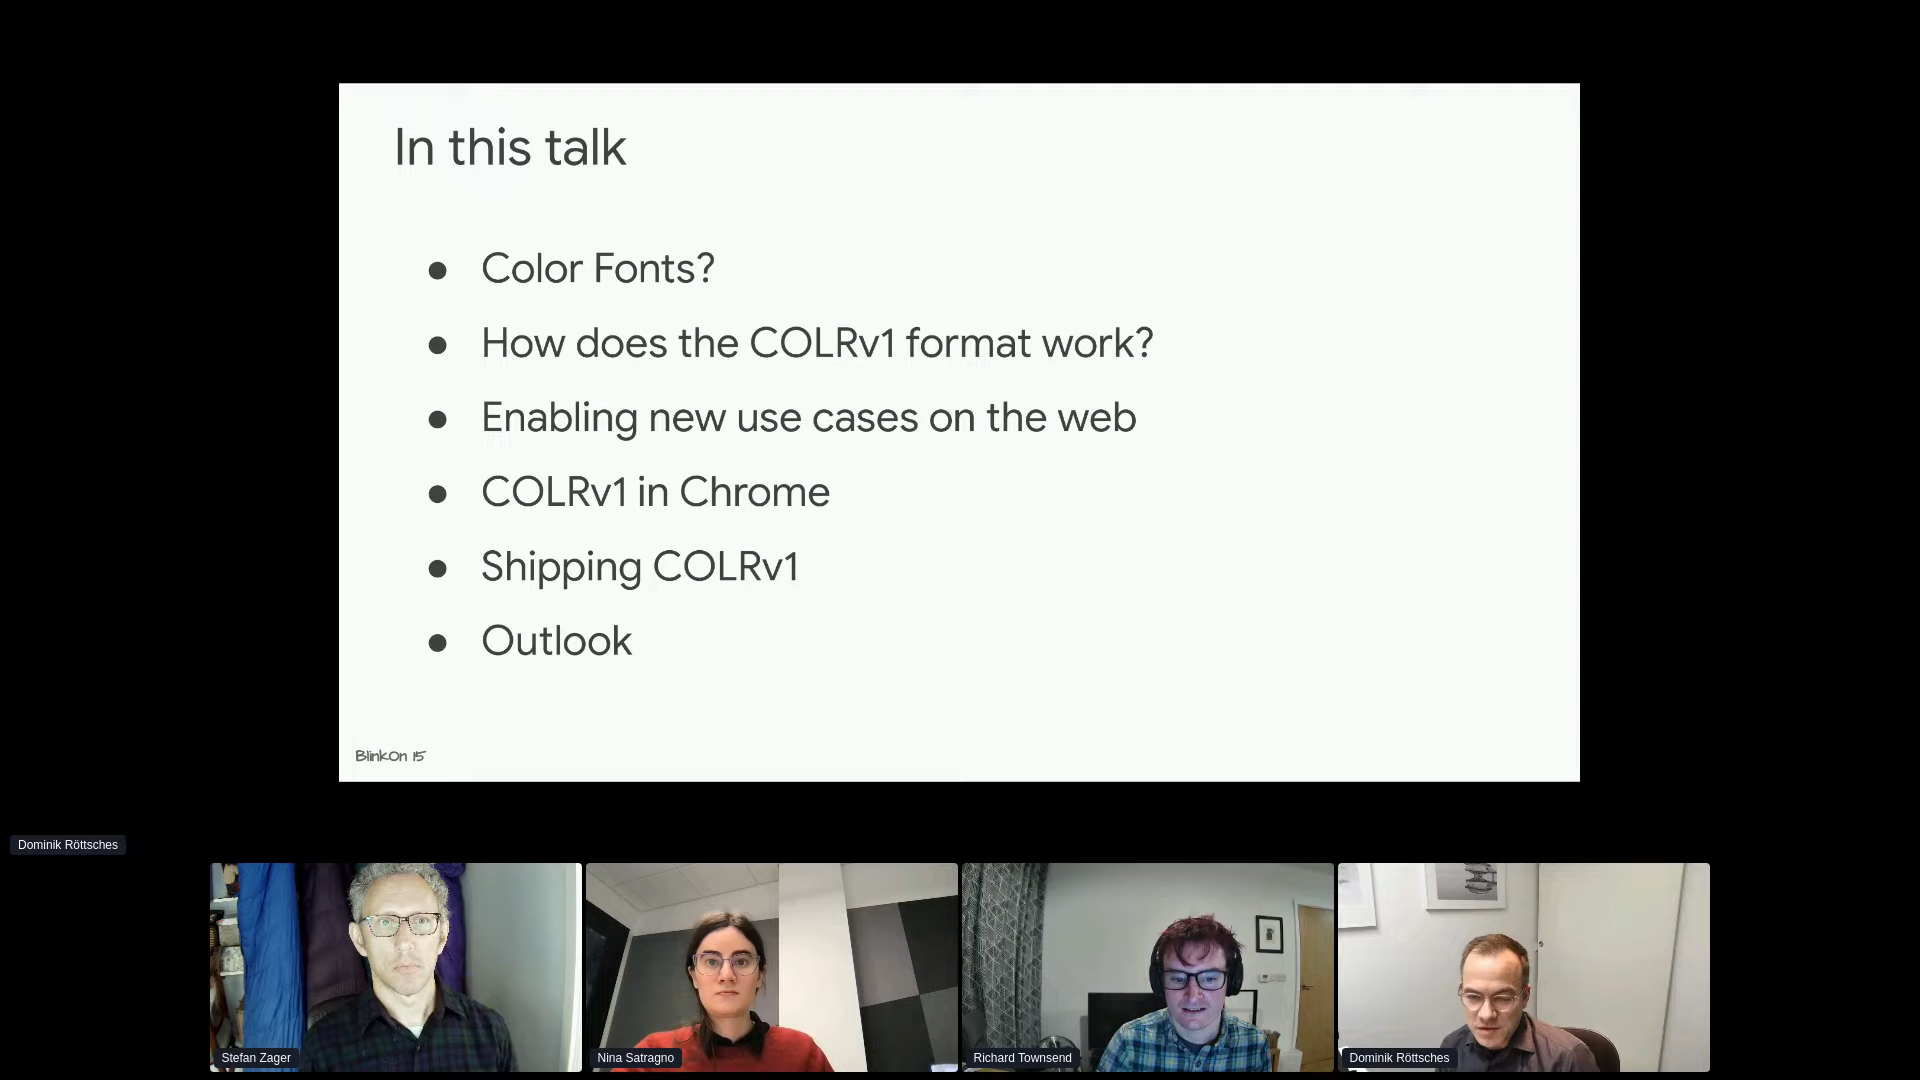 In this talk
● Color Fonts?
● How does the COLRv1 format work?
● Enabling new use cases on the web
● COLRv1 in Chrome
● Shipping COLRv1
● Outlook
BlinkOn 15
Dominik Röttsches
Stefan Zager
Nina Satragno
Richard Townsend
Dominik Röttsches